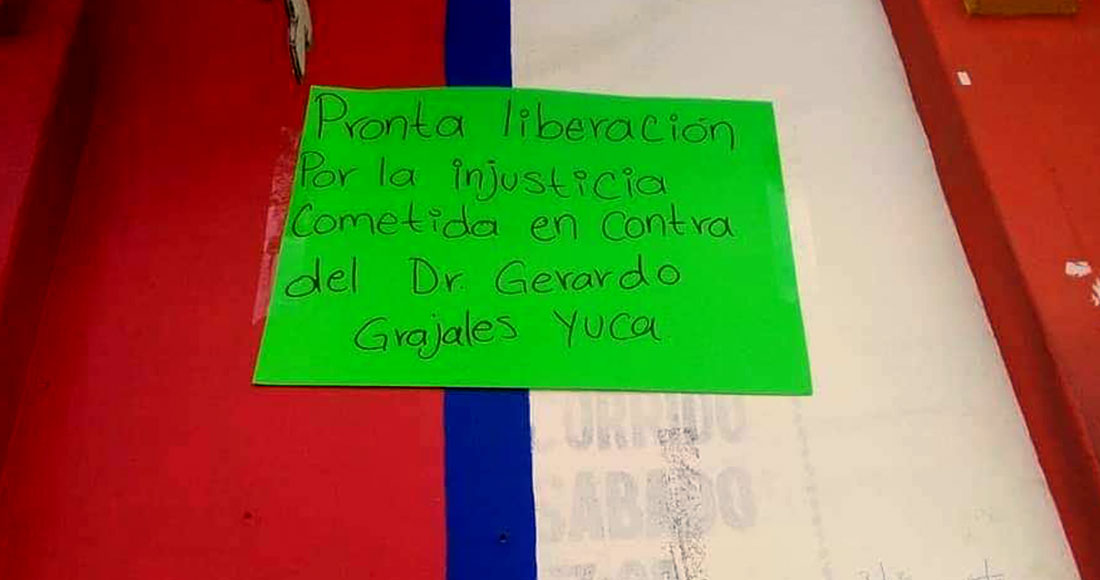 Pronta liberación
Por la injusticia
Cometida en Contra
del Dr. Gerardo
Grajales Yuca